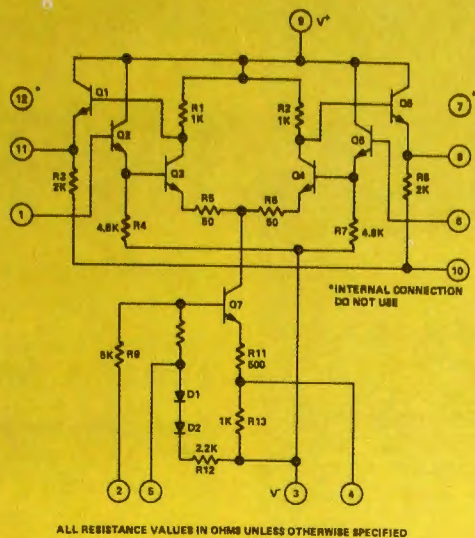 9 V+
Q1
R1
1K
R2
1K
Q8
12 *
7 *
Q2
Q5
11
8
R3
2K
Q3
Q4
R8
2K
R5
50
R6
50
1
R4
4.8K
R7
4.8K
6
10
*INTERNAL CONNECTION
DO NOT USE
Q7
5K R9
R11
500
D1
D2
1K R13
2.2K
R12
V-
2
5
3
4
ALL RESISTANCE VALUES IN OHMS UNLESS OTHERWISE SPECIFIED